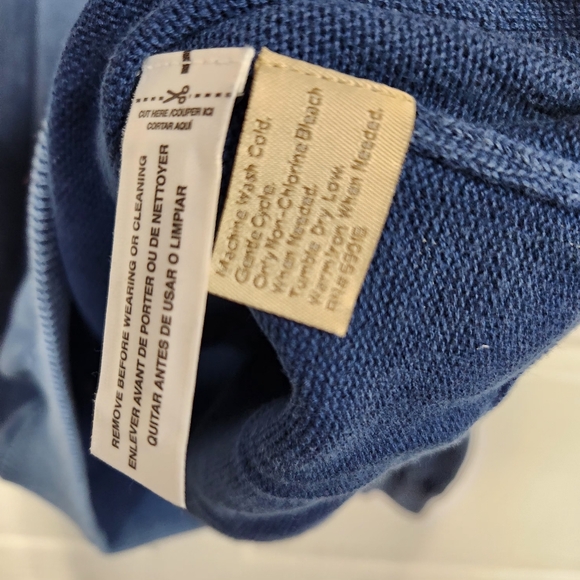 CUT HERE /COUPER ICI
CORTAR AQUÍ
REMOVE BEFORE WEARING OR CLEANING
ENLEVER AVANT DE PORTER OU DE NETTOYER
QUITAR ANTES DE USAR O LIMPIAR
Machine Wash Cold.
Gentle Cycle.
Only Non-Chlorine Bleach
When Needed.
Tumble Dry Low.
Warm Iron When Needed.
RN# 59015